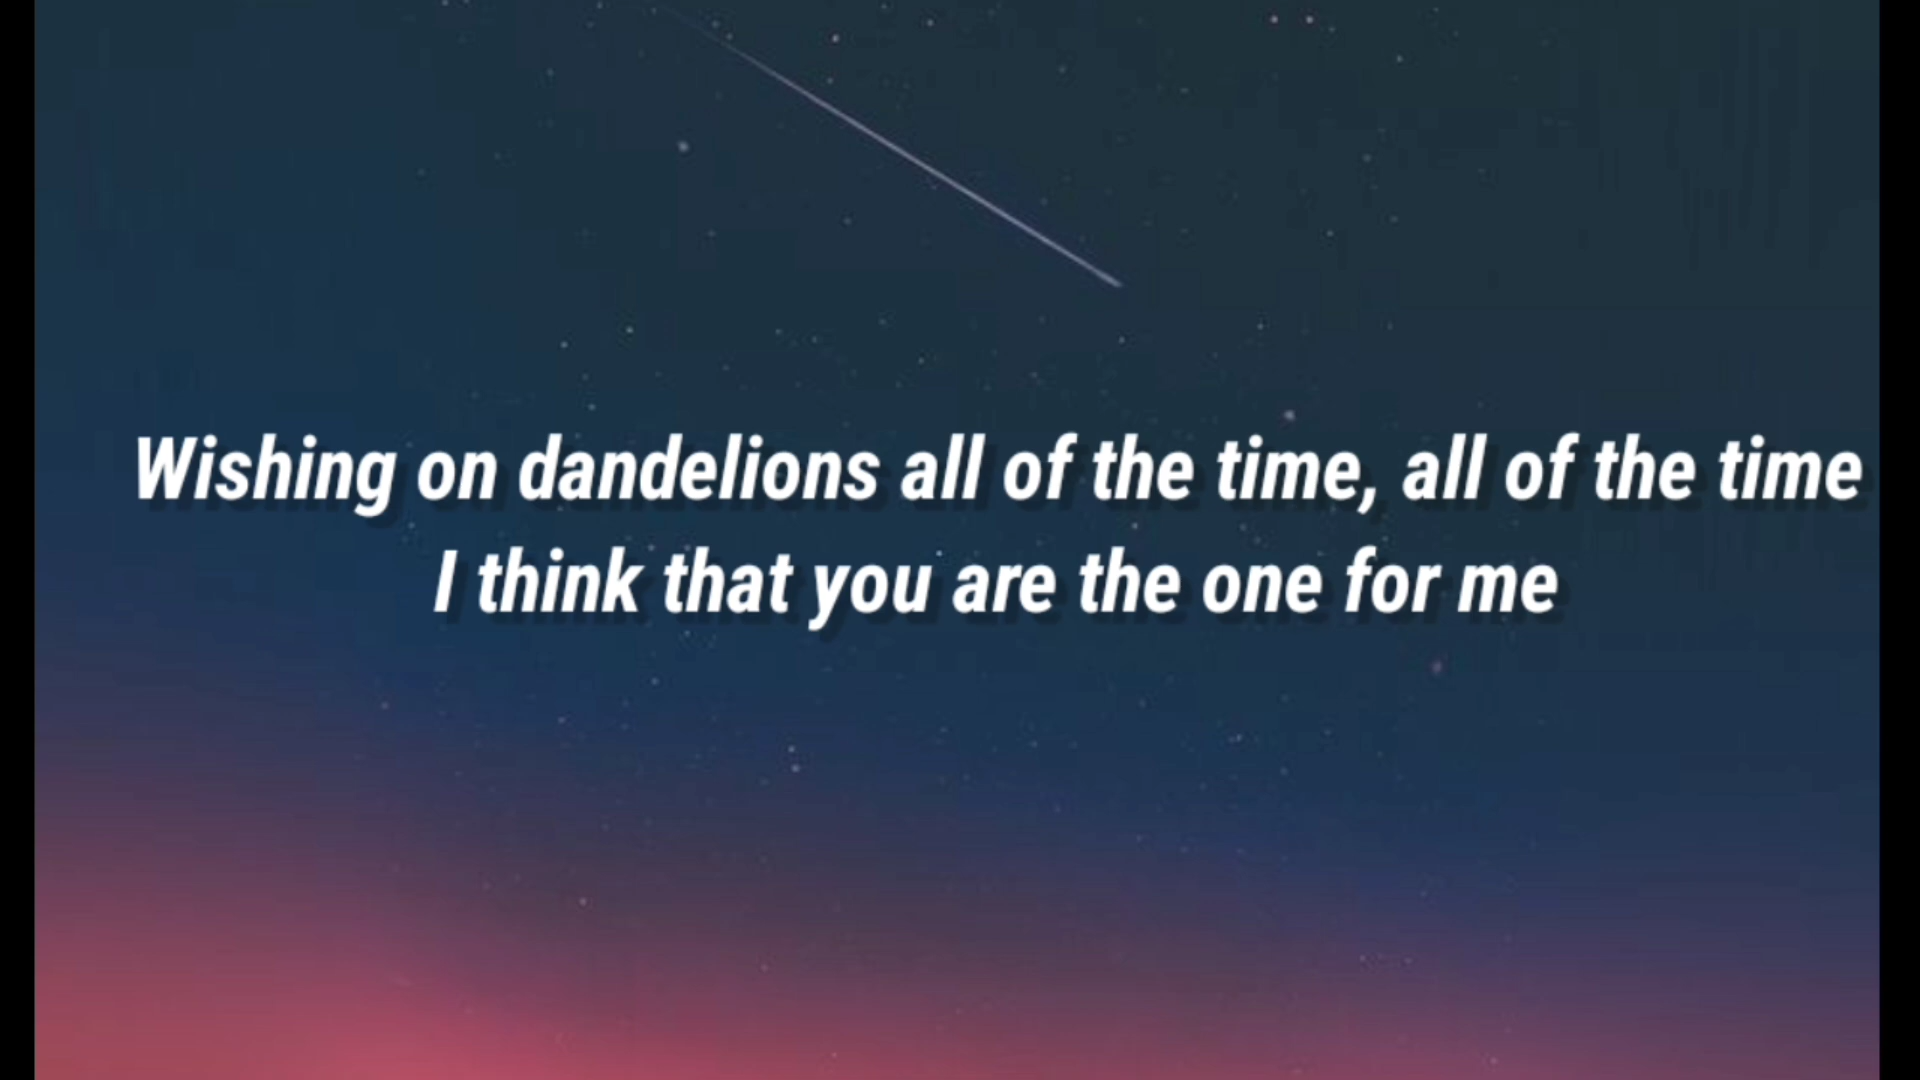 Wishing on dandelions all of the time, all of the time
I think that you are the one for me